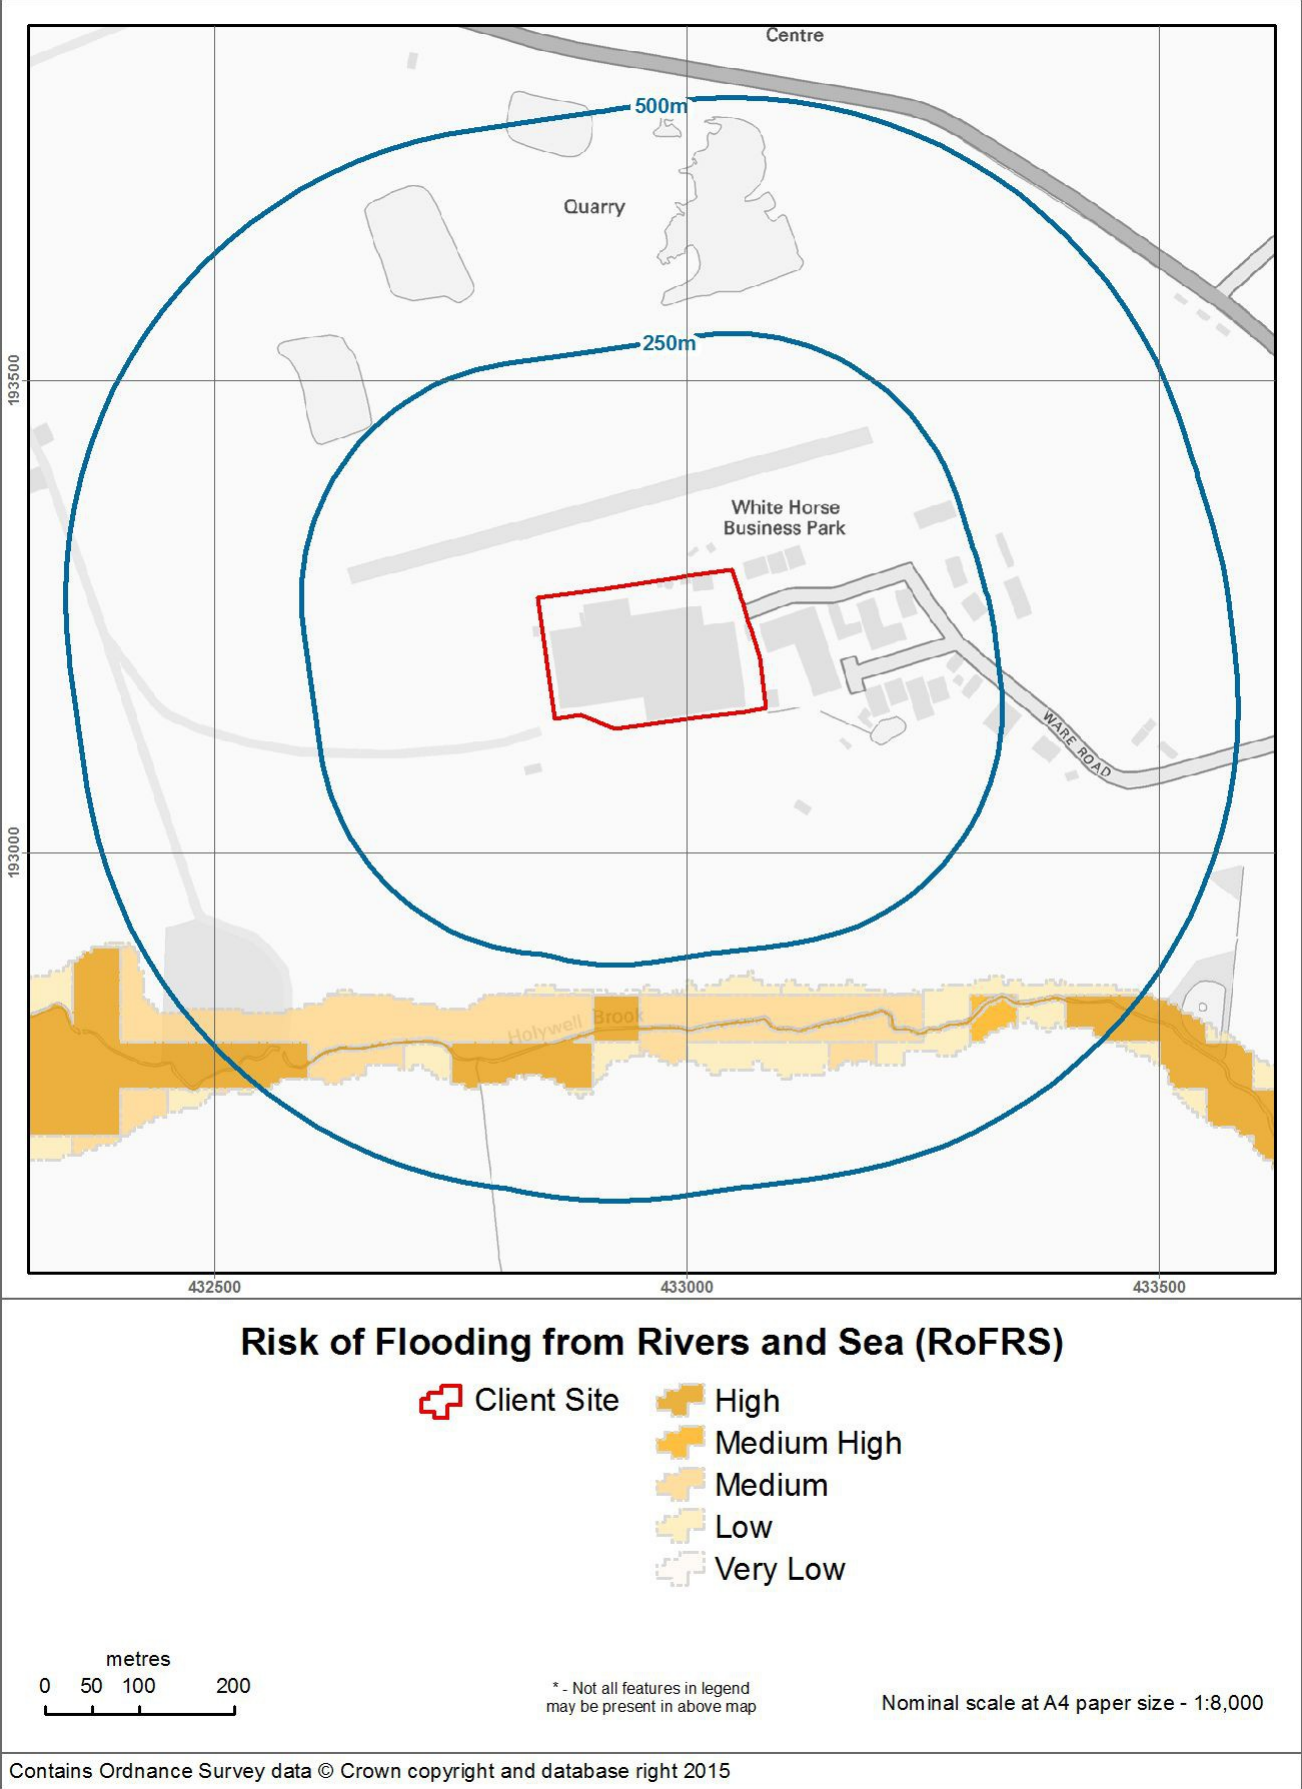 Centre
500m
Quarry
250m
193500
White Horse
Business Park
WARE ROAD
193000
Holywell Brook
432500
433000
433500
Risk of Flooding from Rivers and Sea (RoFRS)
Client Site
High
Medium High
Medium
Low
Very Low
metres
0 50 100 200
* - Not all features in legend
may be present in above map
Nominal scale at A4 paper size - 1:8,000
Contains Ordnance Survey data © Crown copyright and database right 2015